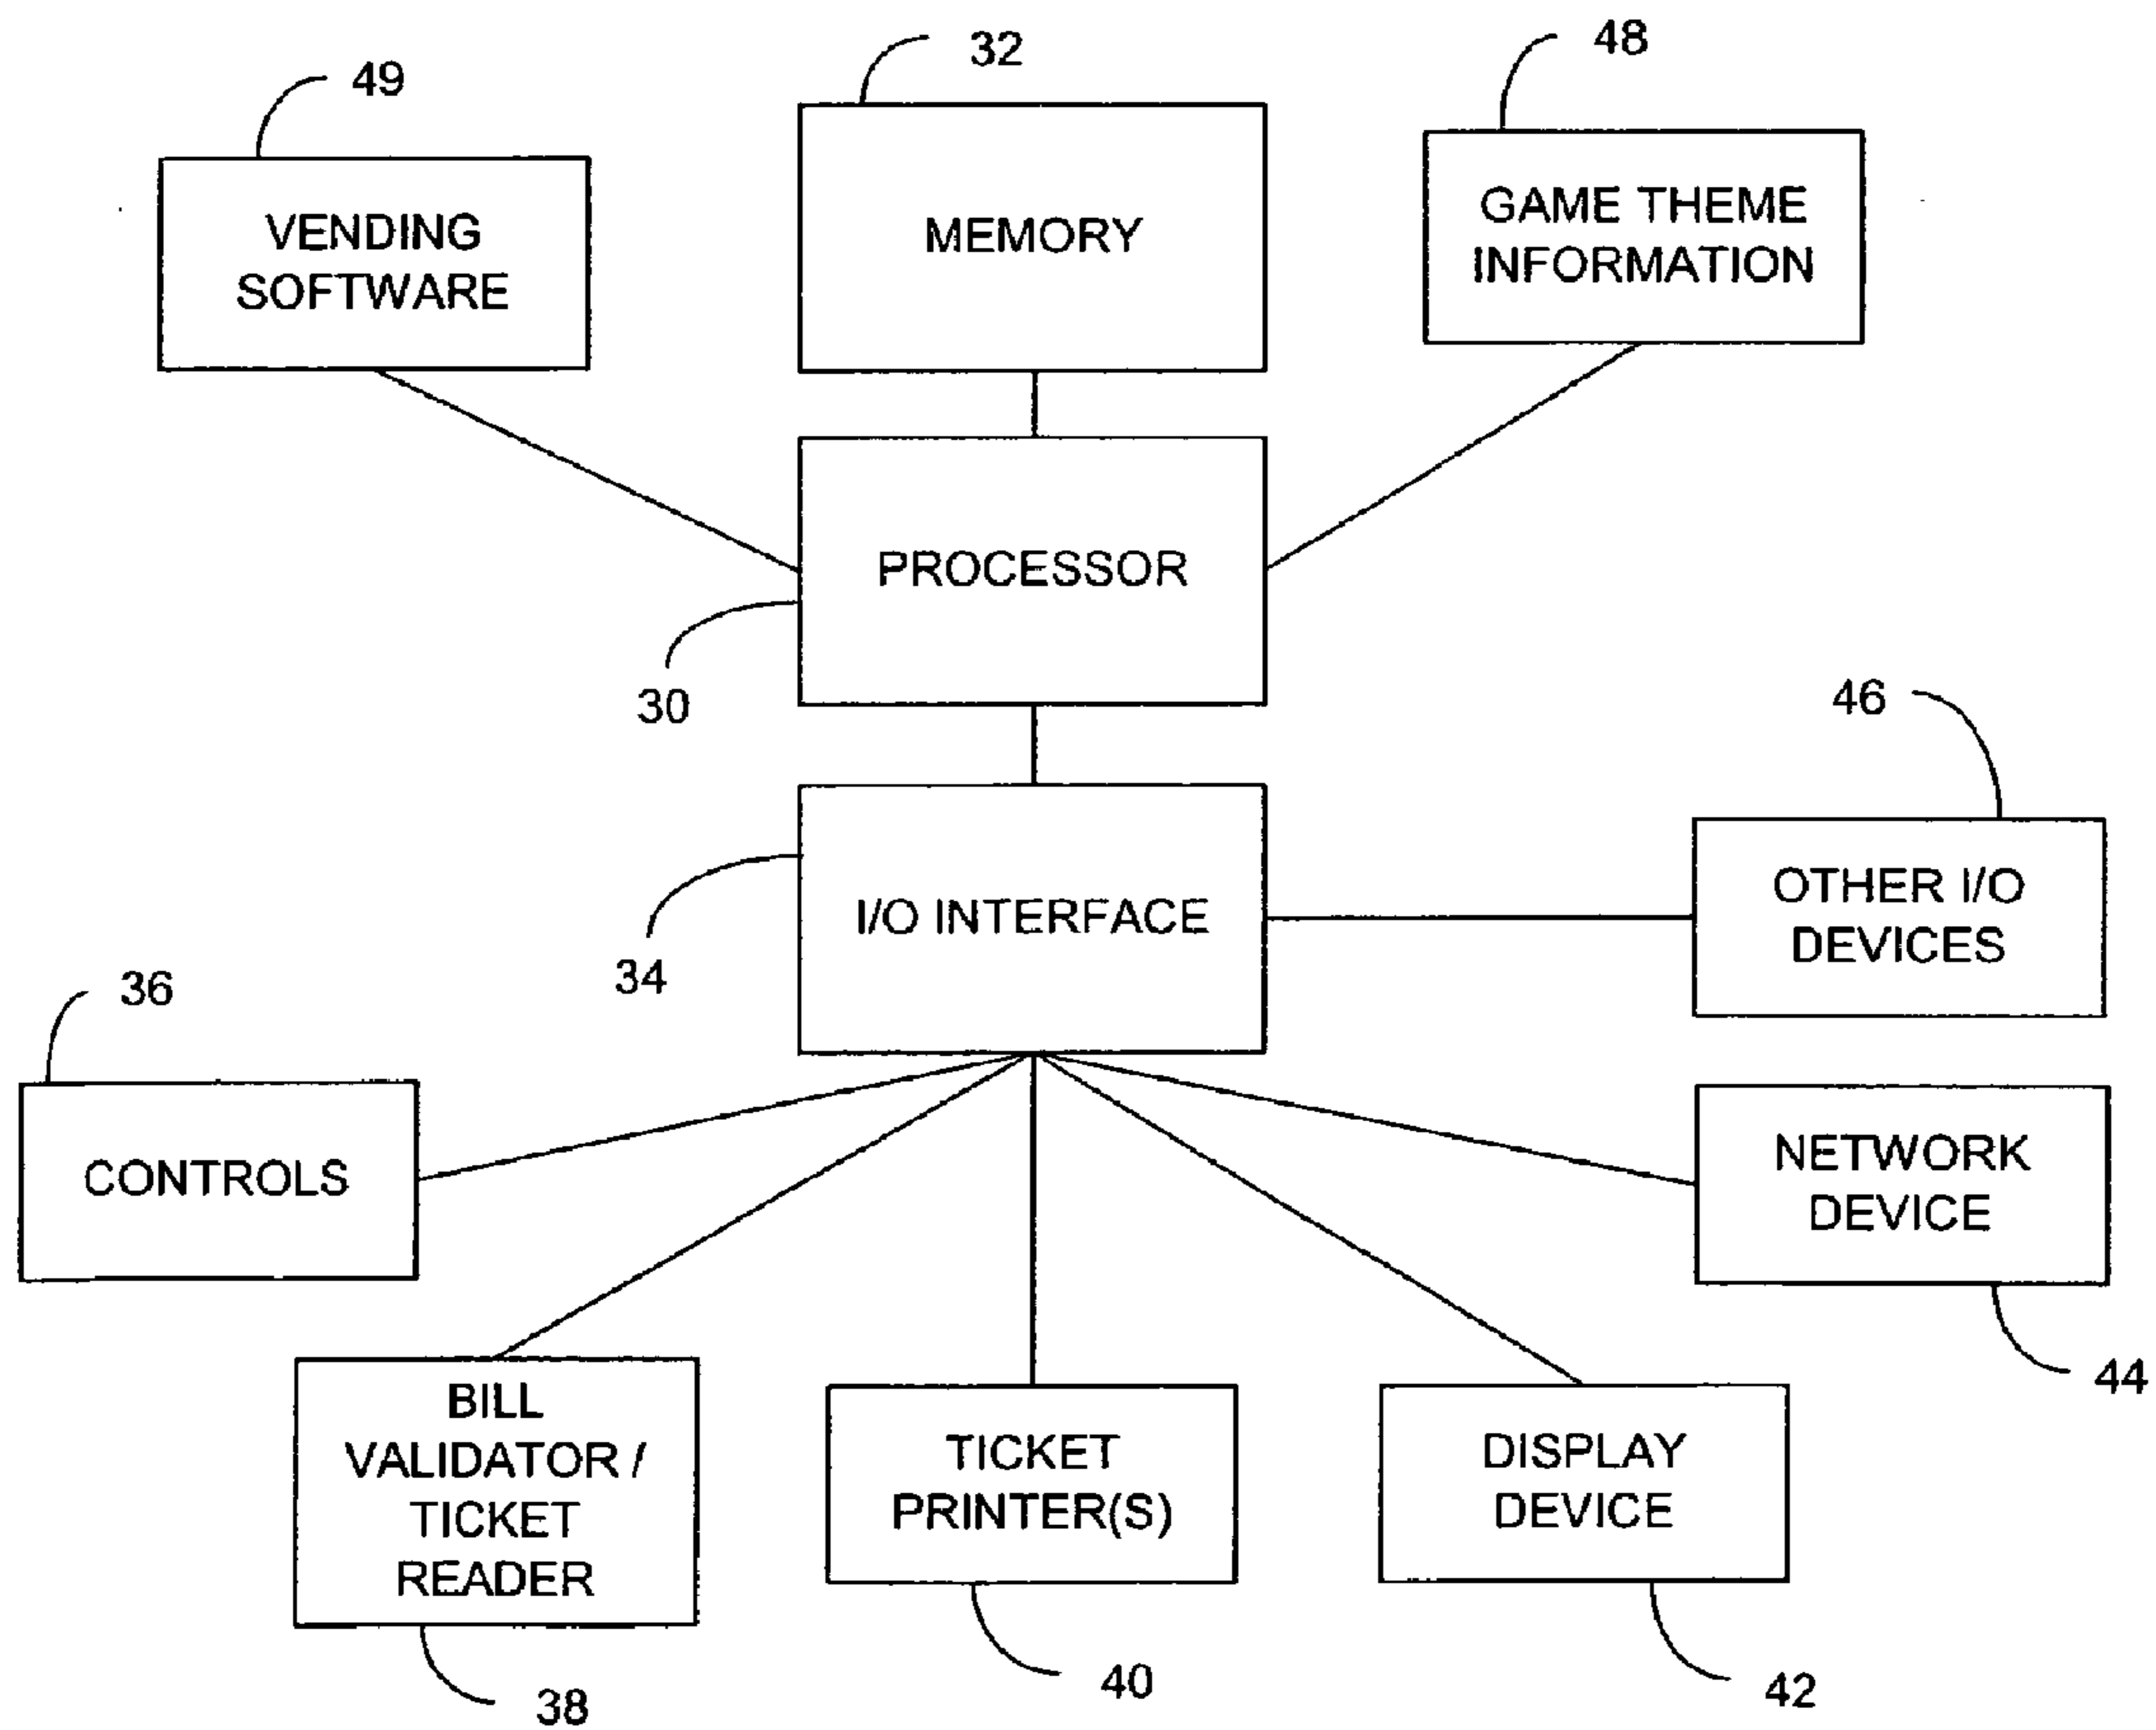 32
48
49
VENDING
SOFTWARE
MEMORY
GAME THEME
INFORMATION
PROCESSOR
30
46
I/O INTERFACE
34
OTHER I/O
DEVICES
36
CONTROLS
NETWORK
DEVICE
44
BILL
VALIDATOR /
TICKET
READER
38
TICKET
PRINTER(S)
40
DISPLAY
DEVICE
42